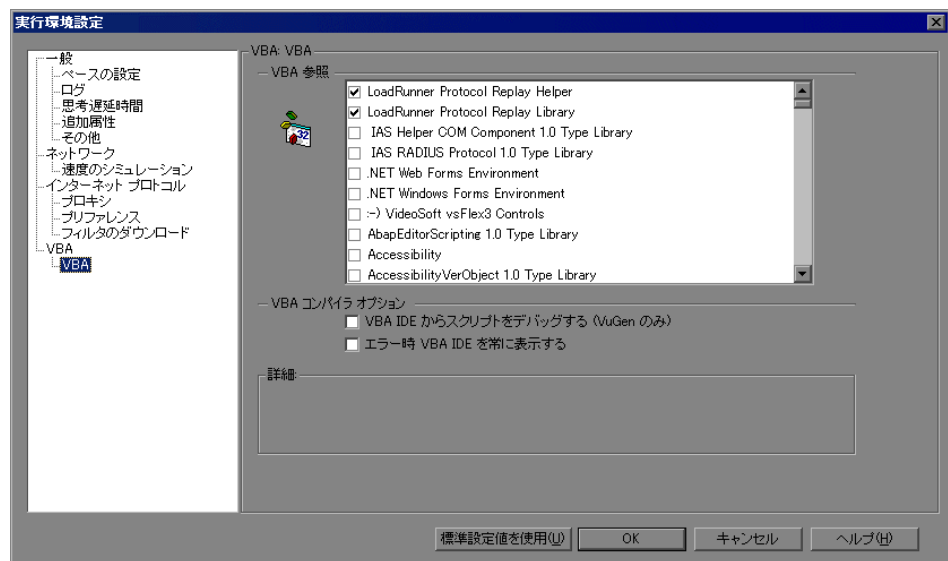 実行環境設定
一般
ペースの設定
ログ
思考遅延時間
追加属性
その他
ネットワーク
速度のシミュレーション
インターネット プロトコル
プロキシ
プリファレンス
フィルタのダウンロード
VBA
VBA
VBA: VBA
VBA 参照
LoadRunner Protocol Replay Helper
LoadRunner Protocol Replay Library
IAS Helper COM Component 1.0 Type Library
IAS RADIUS Protocol 1.0 Type Library
.NET Web Forms Environment
.NET Windows Forms Environment
:-) VideoSoft vsFlex3 Controls
AbapEditorScripting 1.0 Type Library
Accessibility
AccessibilityVerObject 1.0 Type Library
32
VBA コンパイラ オプション
VBA IDE からスクリプトをデバッグする (VuGen のみ)
エラー時 VBA IDE を常に表示する
詳細:
標準設定値を使用(U)
OK
キャンセル
ヘルプ(H)